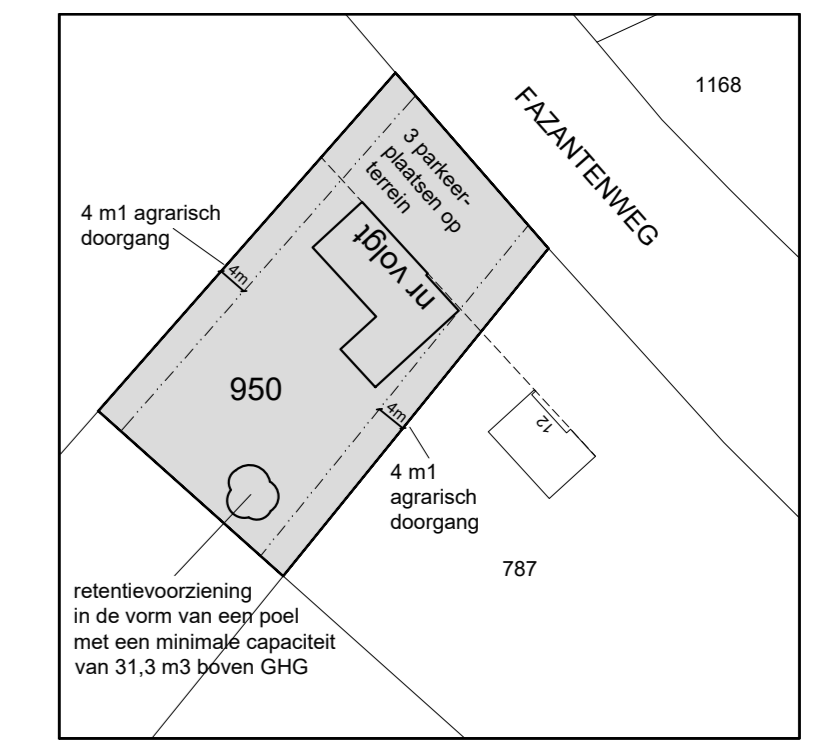 1168
FAZANTENWEG
3 parkeer-
plaatsen op
terrein
4 m1 agrarisch
doorgang
4m
nr volgt
950
4m
12
4 m1
agrarisch
doorgang
787
retentievoorziening
in de vorm van een poel
met een minimale capaciteit
van 31,3 m3 boven GHG